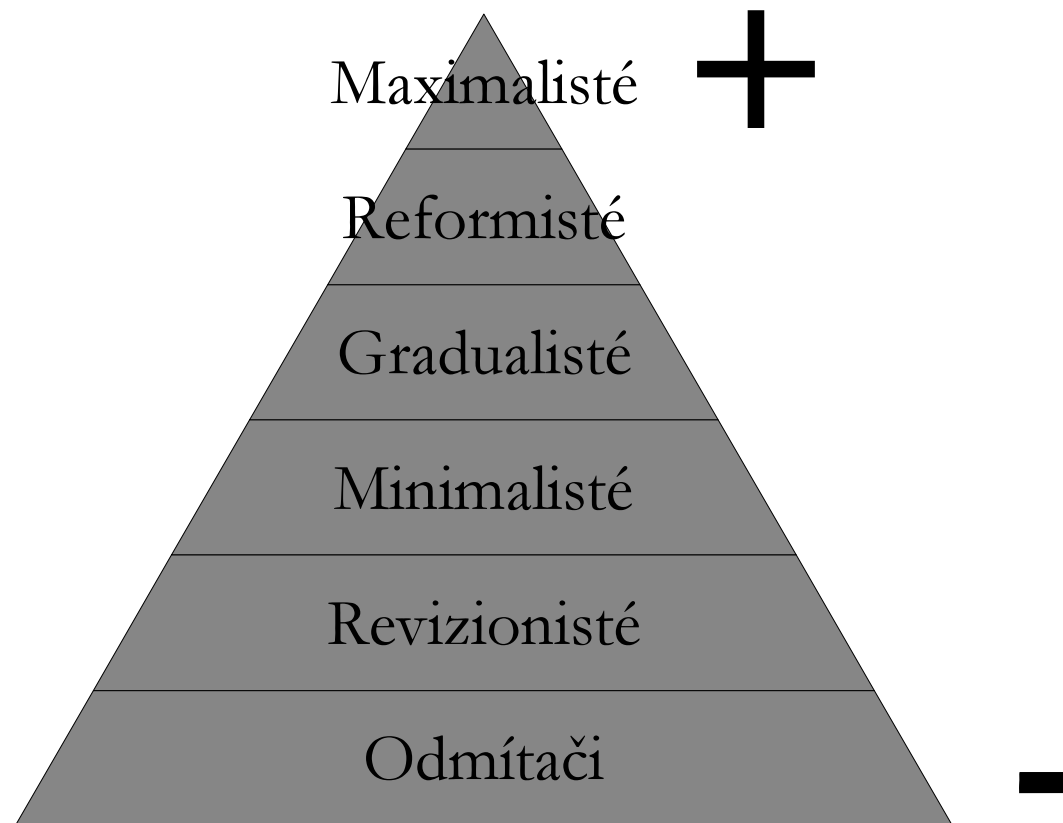 Maximalisté +
Reformisté
Gradualisté
Minimalisté
Revizionisté
Odmítači -